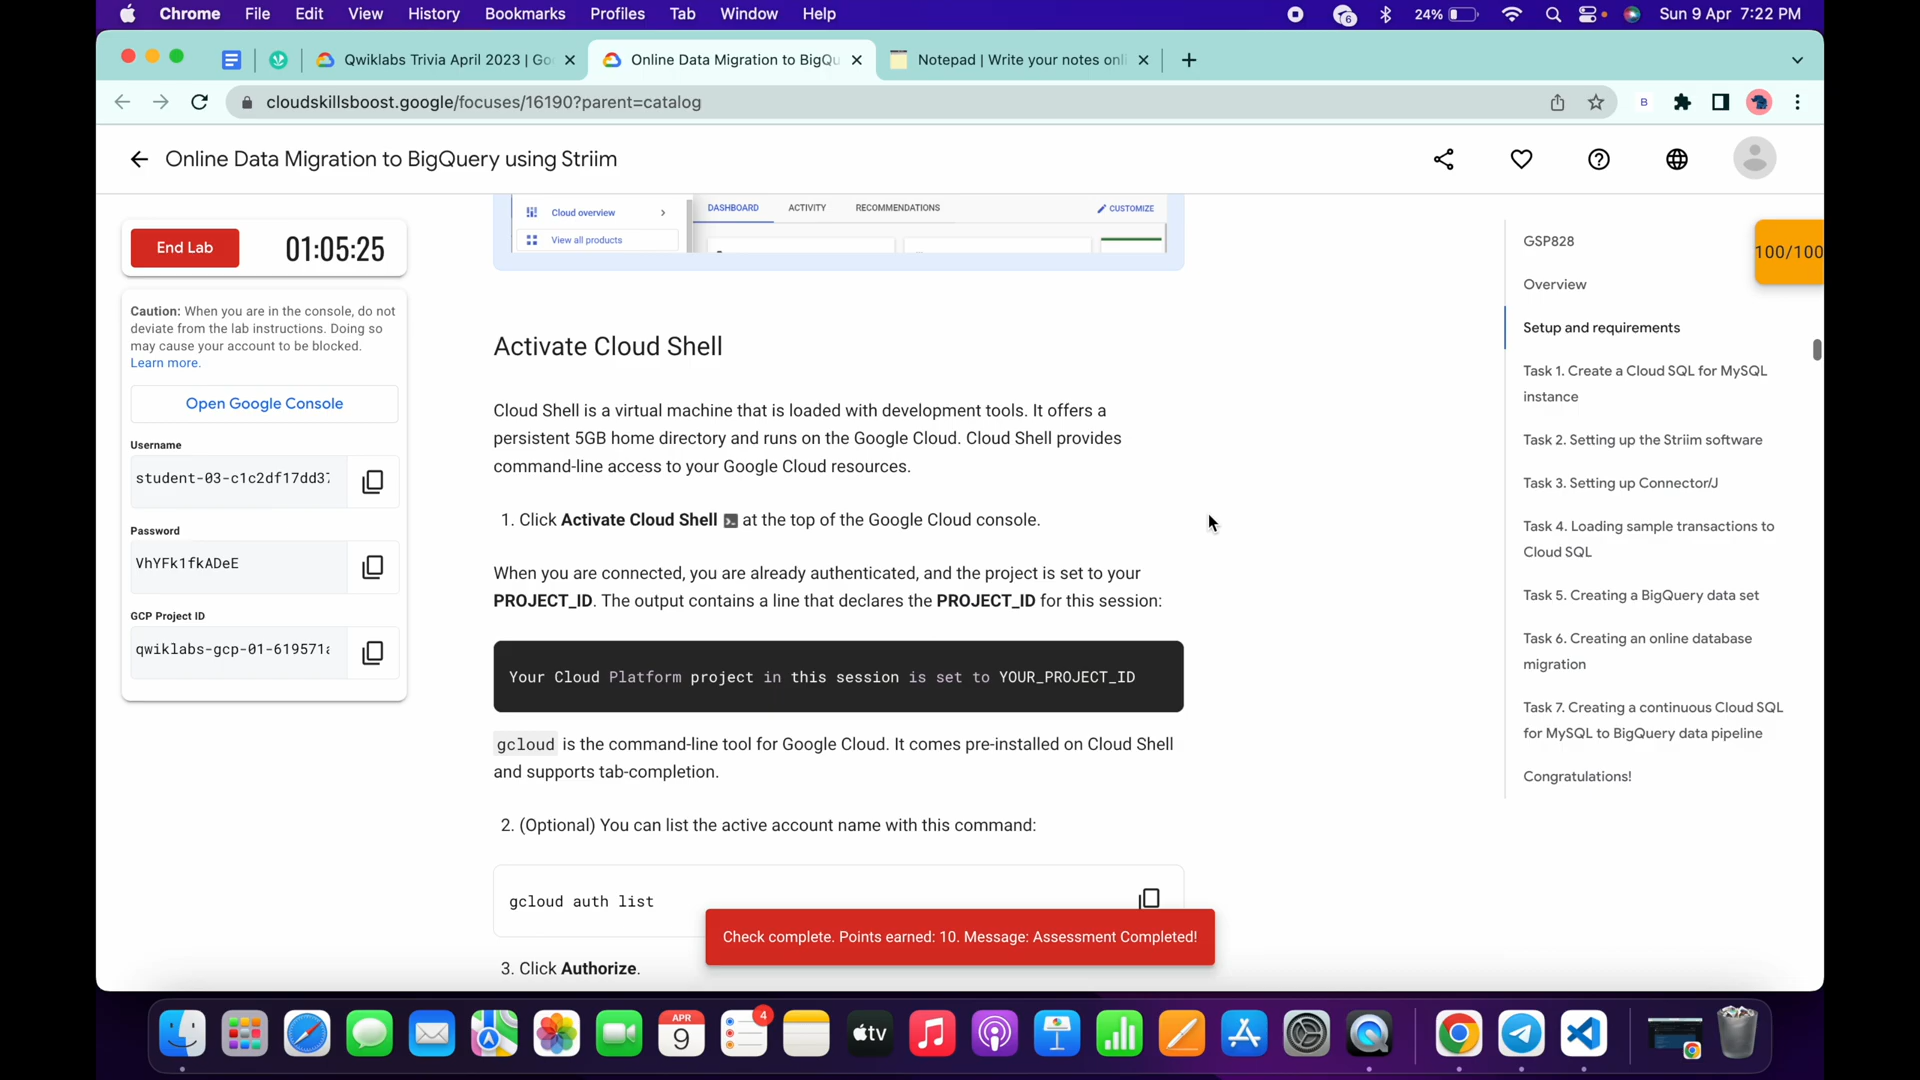 Chrome File Edit View History Bookmarks Profiles Tab Window Help
6 24% Sun 9 Apr 7:22 PM
Qwiklabs Trivia April 2023 | Go
Online Data Migration to BigQu
Notepad | Write your notes onli
cloudskillsboost.google/focuses/16190?parent=catalog
B
Online Data Migration to BigQuery using Striim
End Lab
01:05:25
Caution: When you are in the console, do not
deviate from the lab instructions. Doing so
may cause your account to be blocked.
Learn more.
Open Google Console
Username
student-03-c1c2df17dd37
Password
VhYFk1fkADeE
GCP Project ID
qwiklabs-gcp-01-619571a
Cloud overview
View all products
DASHBOARD ACTIVITY RECOMMENDATIONS
CUSTOMIZE
Activate Cloud Shell
Cloud Shell is a virtual machine that is loaded with development tools. It offers a
persistent 5GB home directory and runs on the Google Cloud. Cloud Shell provides
command-line access to your Google Cloud resources.
1. Click Activate Cloud Shell at the top of the Google Cloud console.
When you are connected, you are already authenticated, and the project is set to your
PROJECT_ID. The output contains a line that declares the PROJECT_ID for this session:
Your Cloud Platform project in this session is set to YOUR_PROJECT_ID
gcloud is the command-line tool for Google Cloud. It comes pre-installed on Cloud Shell
and supports tab-completion.
2. (Optional) You can list the active account name with this command:
gcloud auth list
3. Click Authorize.
Check complete. Points earned: 10. Message: Assessment Completed!
GSP828
Overview
Setup and requirements
Task 1. Create a Cloud SQL for MySQL
instance
Task 2. Setting up the Striim software
Task 3. Setting up Connector/J
Task 4. Loading sample transactions to
Cloud SQL
Task 5. Creating a BigQuery data set
Task 6. Creating an online database
migration
Task 7. Creating a continuous Cloud SQL
for MySQL to BigQuery data pipeline
Congratulations!
100/100
APR
9
4
tv